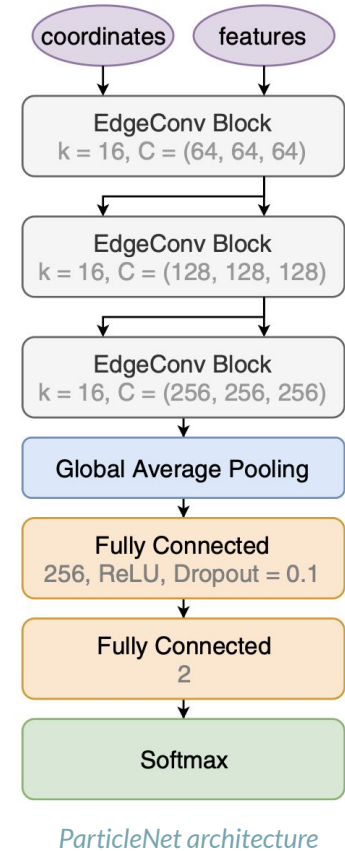 coordinates features
EdgeConv Block
k = 16, C = (64, 64, 64)
EdgeConv Block
k = 16, C = (128, 128, 128)
EdgeConv Block
k = 16, C = (256, 256, 256)
Global Average Pooling
Fully Connected
256, ReLU, Dropout = 0.1
Fully Connected
2
Softmax
ParticleNet architecture